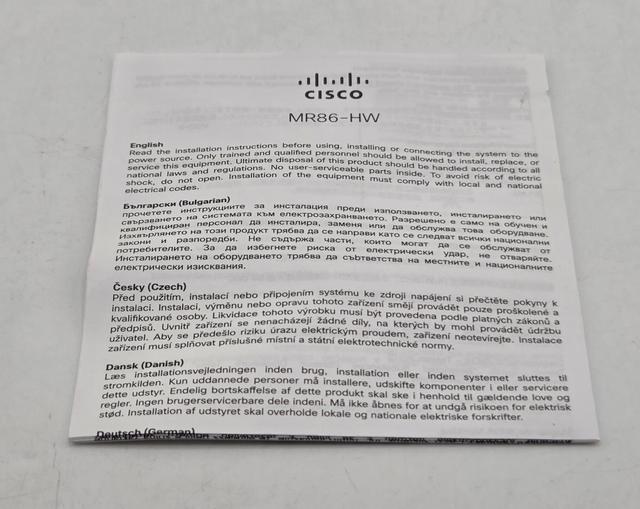 CISCO
MR86-HW
English
Read the installation instructions before using, installing or connecting the system to the
power source. Only trained and qualified personnel should be allowed to install, replace, or
service this equipment. Ultimate disposal of this product should be handled according to all
national laws and regulations. No user-serviceable parts inside. To avoid risk of electric
shock, do not open. Installation of the equipment must comply with local and national
electrical codes.
Български (Bulgarian)
прочетете инструкциите за инсталация преди използването, инсталирането или
свързването на системата към електрозахранването. Разрешено е само на обучен и
квалифициран персонал да инсталира, заменя или да обслужва това оборудване.
Изхвърлянето на този продукт трябва да се направи като се следват всички национални
закони и разпоредби. Не съдържа части, които могат да се обслужват от
потребителите. За да избегнете риска от електрически удар, не отваряйте.
Инсталирането на оборудването трябва да съответства на местните и националните
електрически изисквания.
Česky (Czech)
Před použitím, instalací nebo připojením systému ke zdroji napájení si přečtěte pokyny k
instalaci. Instalaci, výměnu nebo opravu tohoto zařízení smějí provádět pouze proškolené a
kvalifikované osoby. Likvidace tohoto výrobku musí být provedena podle platných zákonů a
předpisů. Uvnitř zařízení se nenacházejí žádné díly, na kterých by mohl provádět údržbu
uživatel. Aby se předešlo riziku úrazu elektrickým proudem, zařízení neotevírejte. Instalace
zařízení musí splňovat příslušné místní a státní elektrotechnické normy.
Dansk (Danish)
Læs installationsvejledningen inden brug, installation eller inden systemet sluttes til
stromkilden. Kun uddannede personer må installere, udskifte komponenter i eller servicere
dette udstyr. Endelig bortskaffelse af dette produkt skal ske i henhold til gældende love og
regler. Ingen brugerservicerbare dele indeni. Må ikke åbnes for at undgå risikoen for elektrisk
stød. Installation af udstyret skal overholde lokale og nationale elektriske forskrifter.
Deutsch (German)